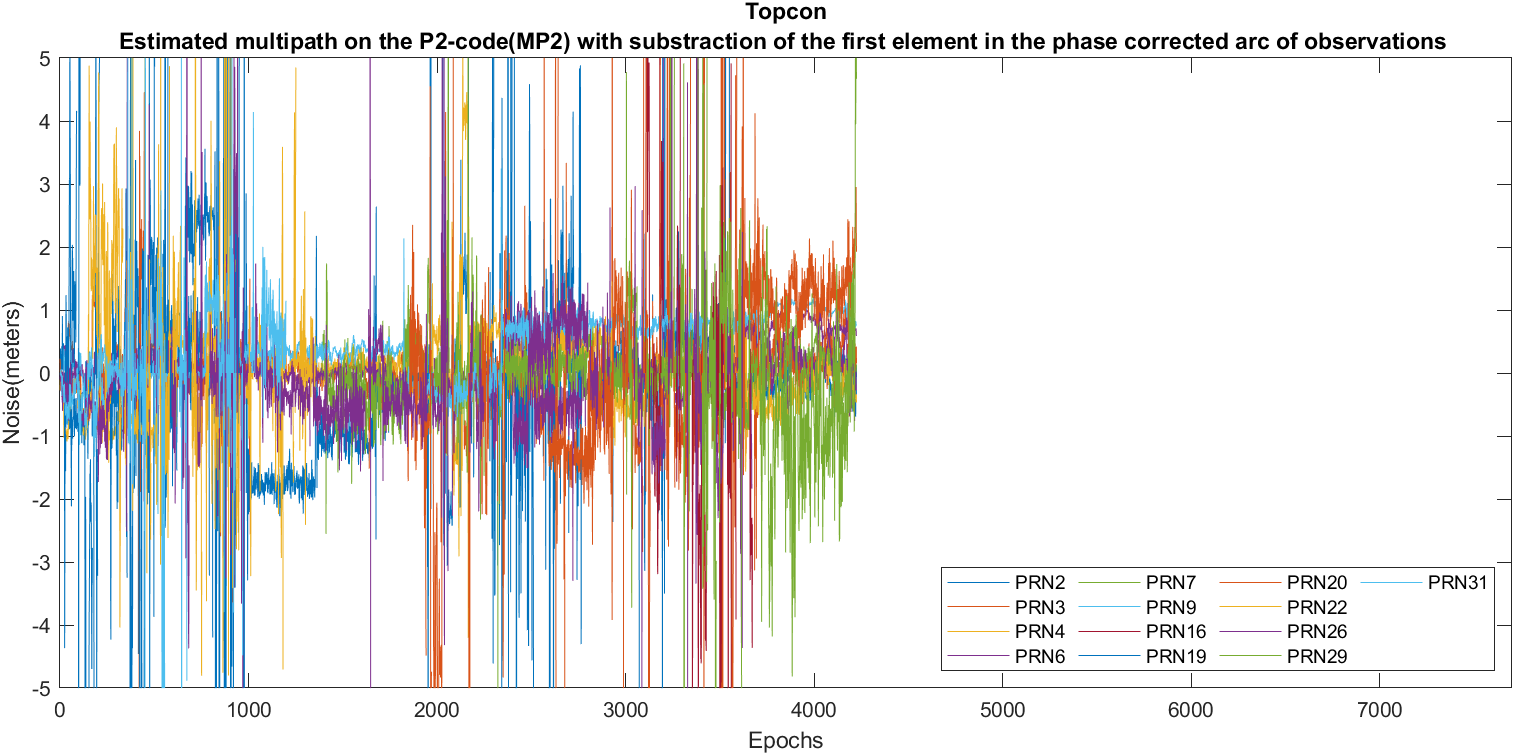 Topcon
Estimated multipath on the P2-code(MP2) with substraction of the first element in the phase corrected arc of observations
5
4
3
2
1
0
-1
-2
-3
-4
-5
Noise(meters)
0 1000 2000 3000 4000 5000 6000 7000
Epochs
PRN2 PRN7 PRN20 PRN31
PRN3 PRN9 PRN22
PRN4 PRN16 PRN26
PRN6 PRN19 PRN29